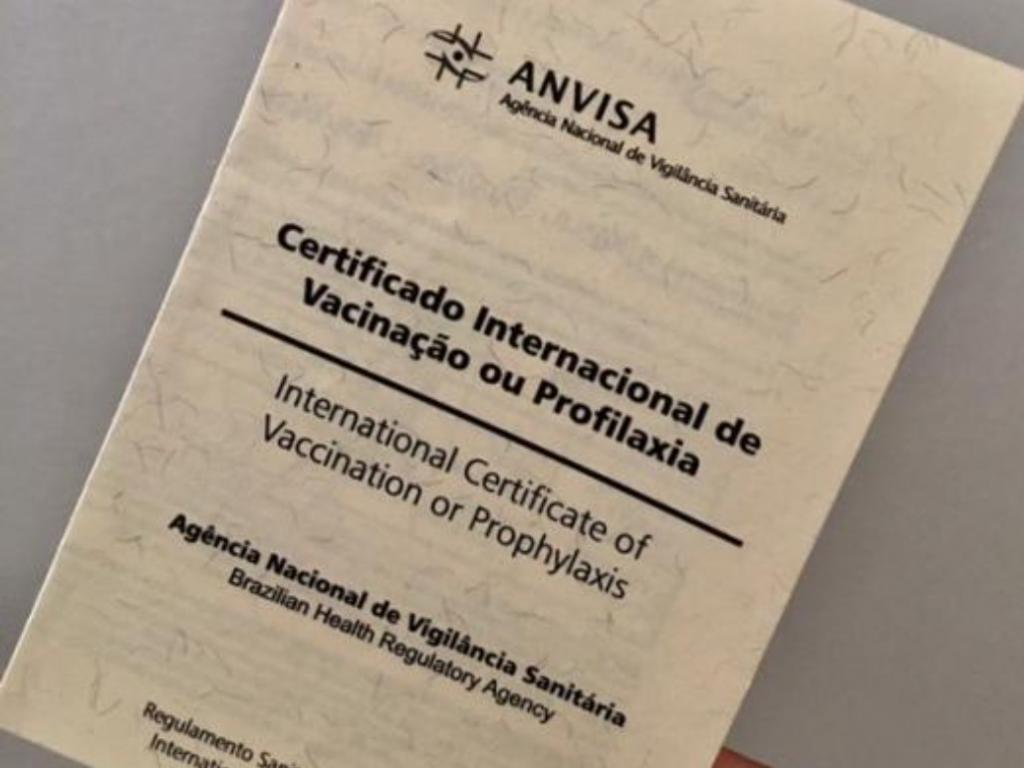 ANVISA
Agência Nacional de Vigilância Sanitária
Certificado Internacional de
Vacinação ou Profilaxia
International Certificate of
Vaccination or Prophylaxis
Agência Nacional de Vigilância Sanitária
Brazilian Health Regulatory Agency
Regulamento